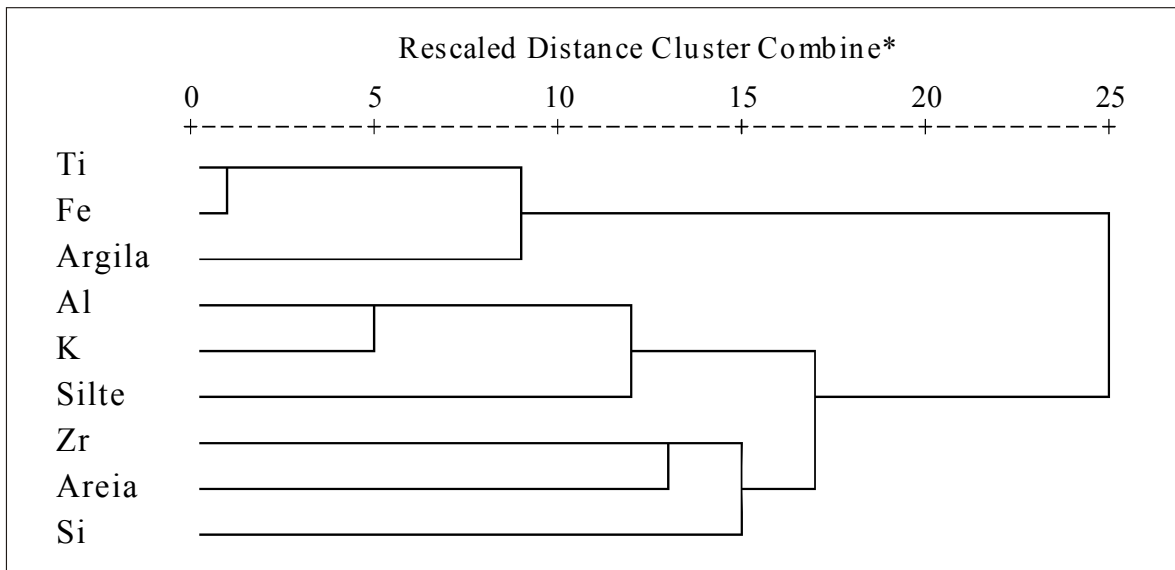 Rescaled Distance Cluster Combine*
0 5 10 15 20 25
Ti
Fe
Argila
Al
K
Silte
Zr
Areia
Si